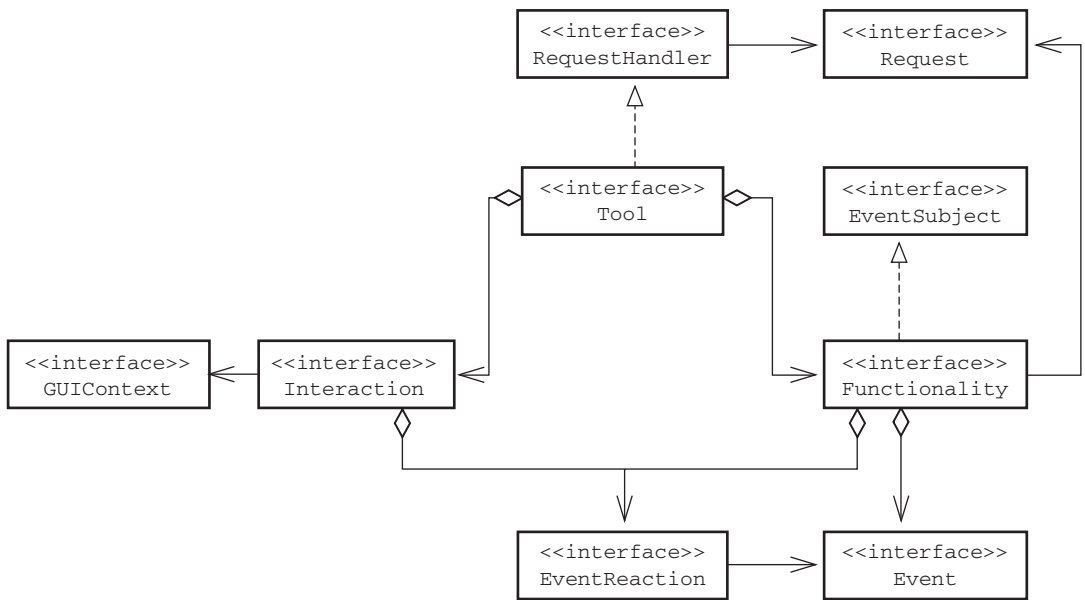 <<interface>>
RequestHandler
<<interface>>
Request
<<interface>>
Tool
<<interface>>
EventSubject
<<interface>>
GUIContext
<<interface>>
Interaction
<<interface>>
Functionality
<<interface>>
EventReaction
<<interface>>
Event